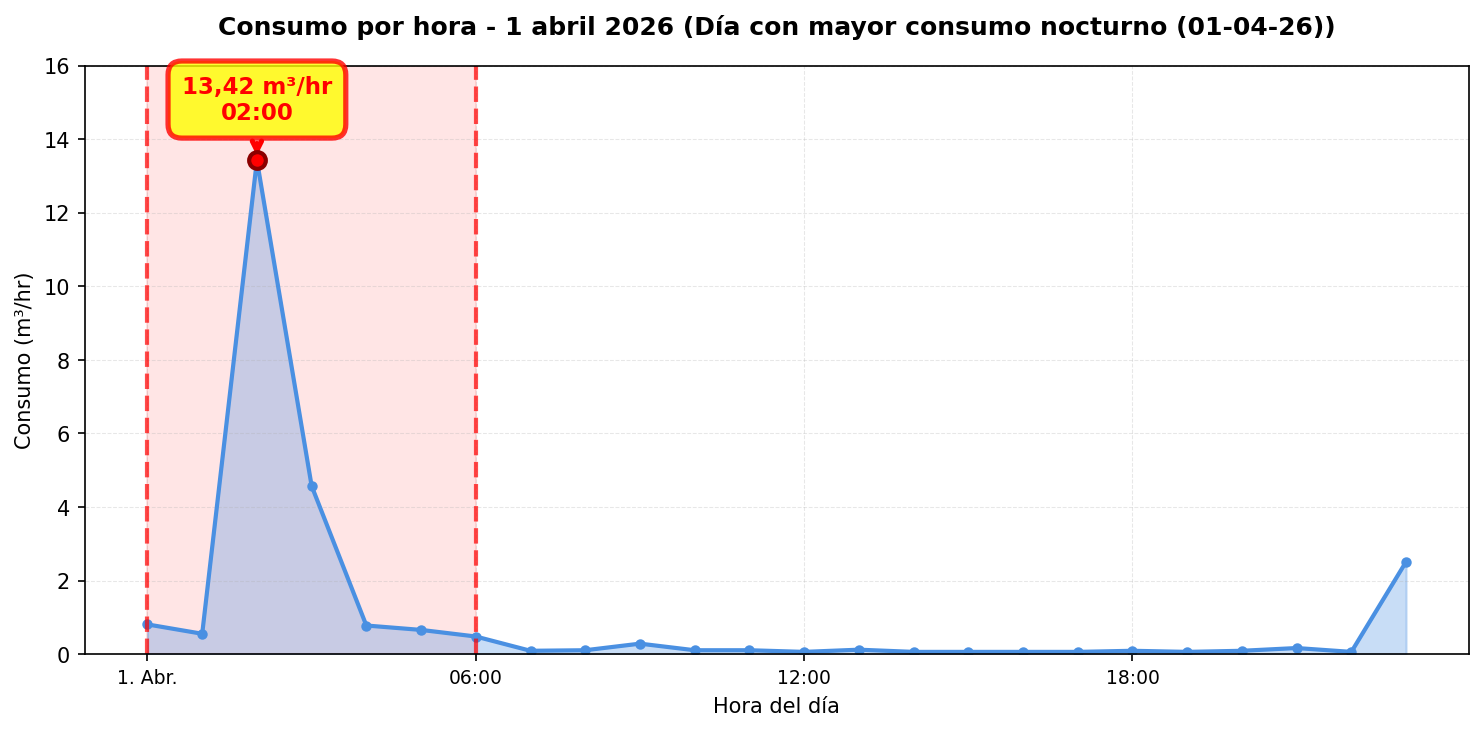 Consumo por hora - 1 abril 2026 (Día con mayor consumo nocturno (01-04-26))
13,42 m³/hr
02:00
16
14
12
10
8
6
4
2
0
Consumo (m³/hr)
1. Abr.
06:00
12:00
18:00
Hora del día